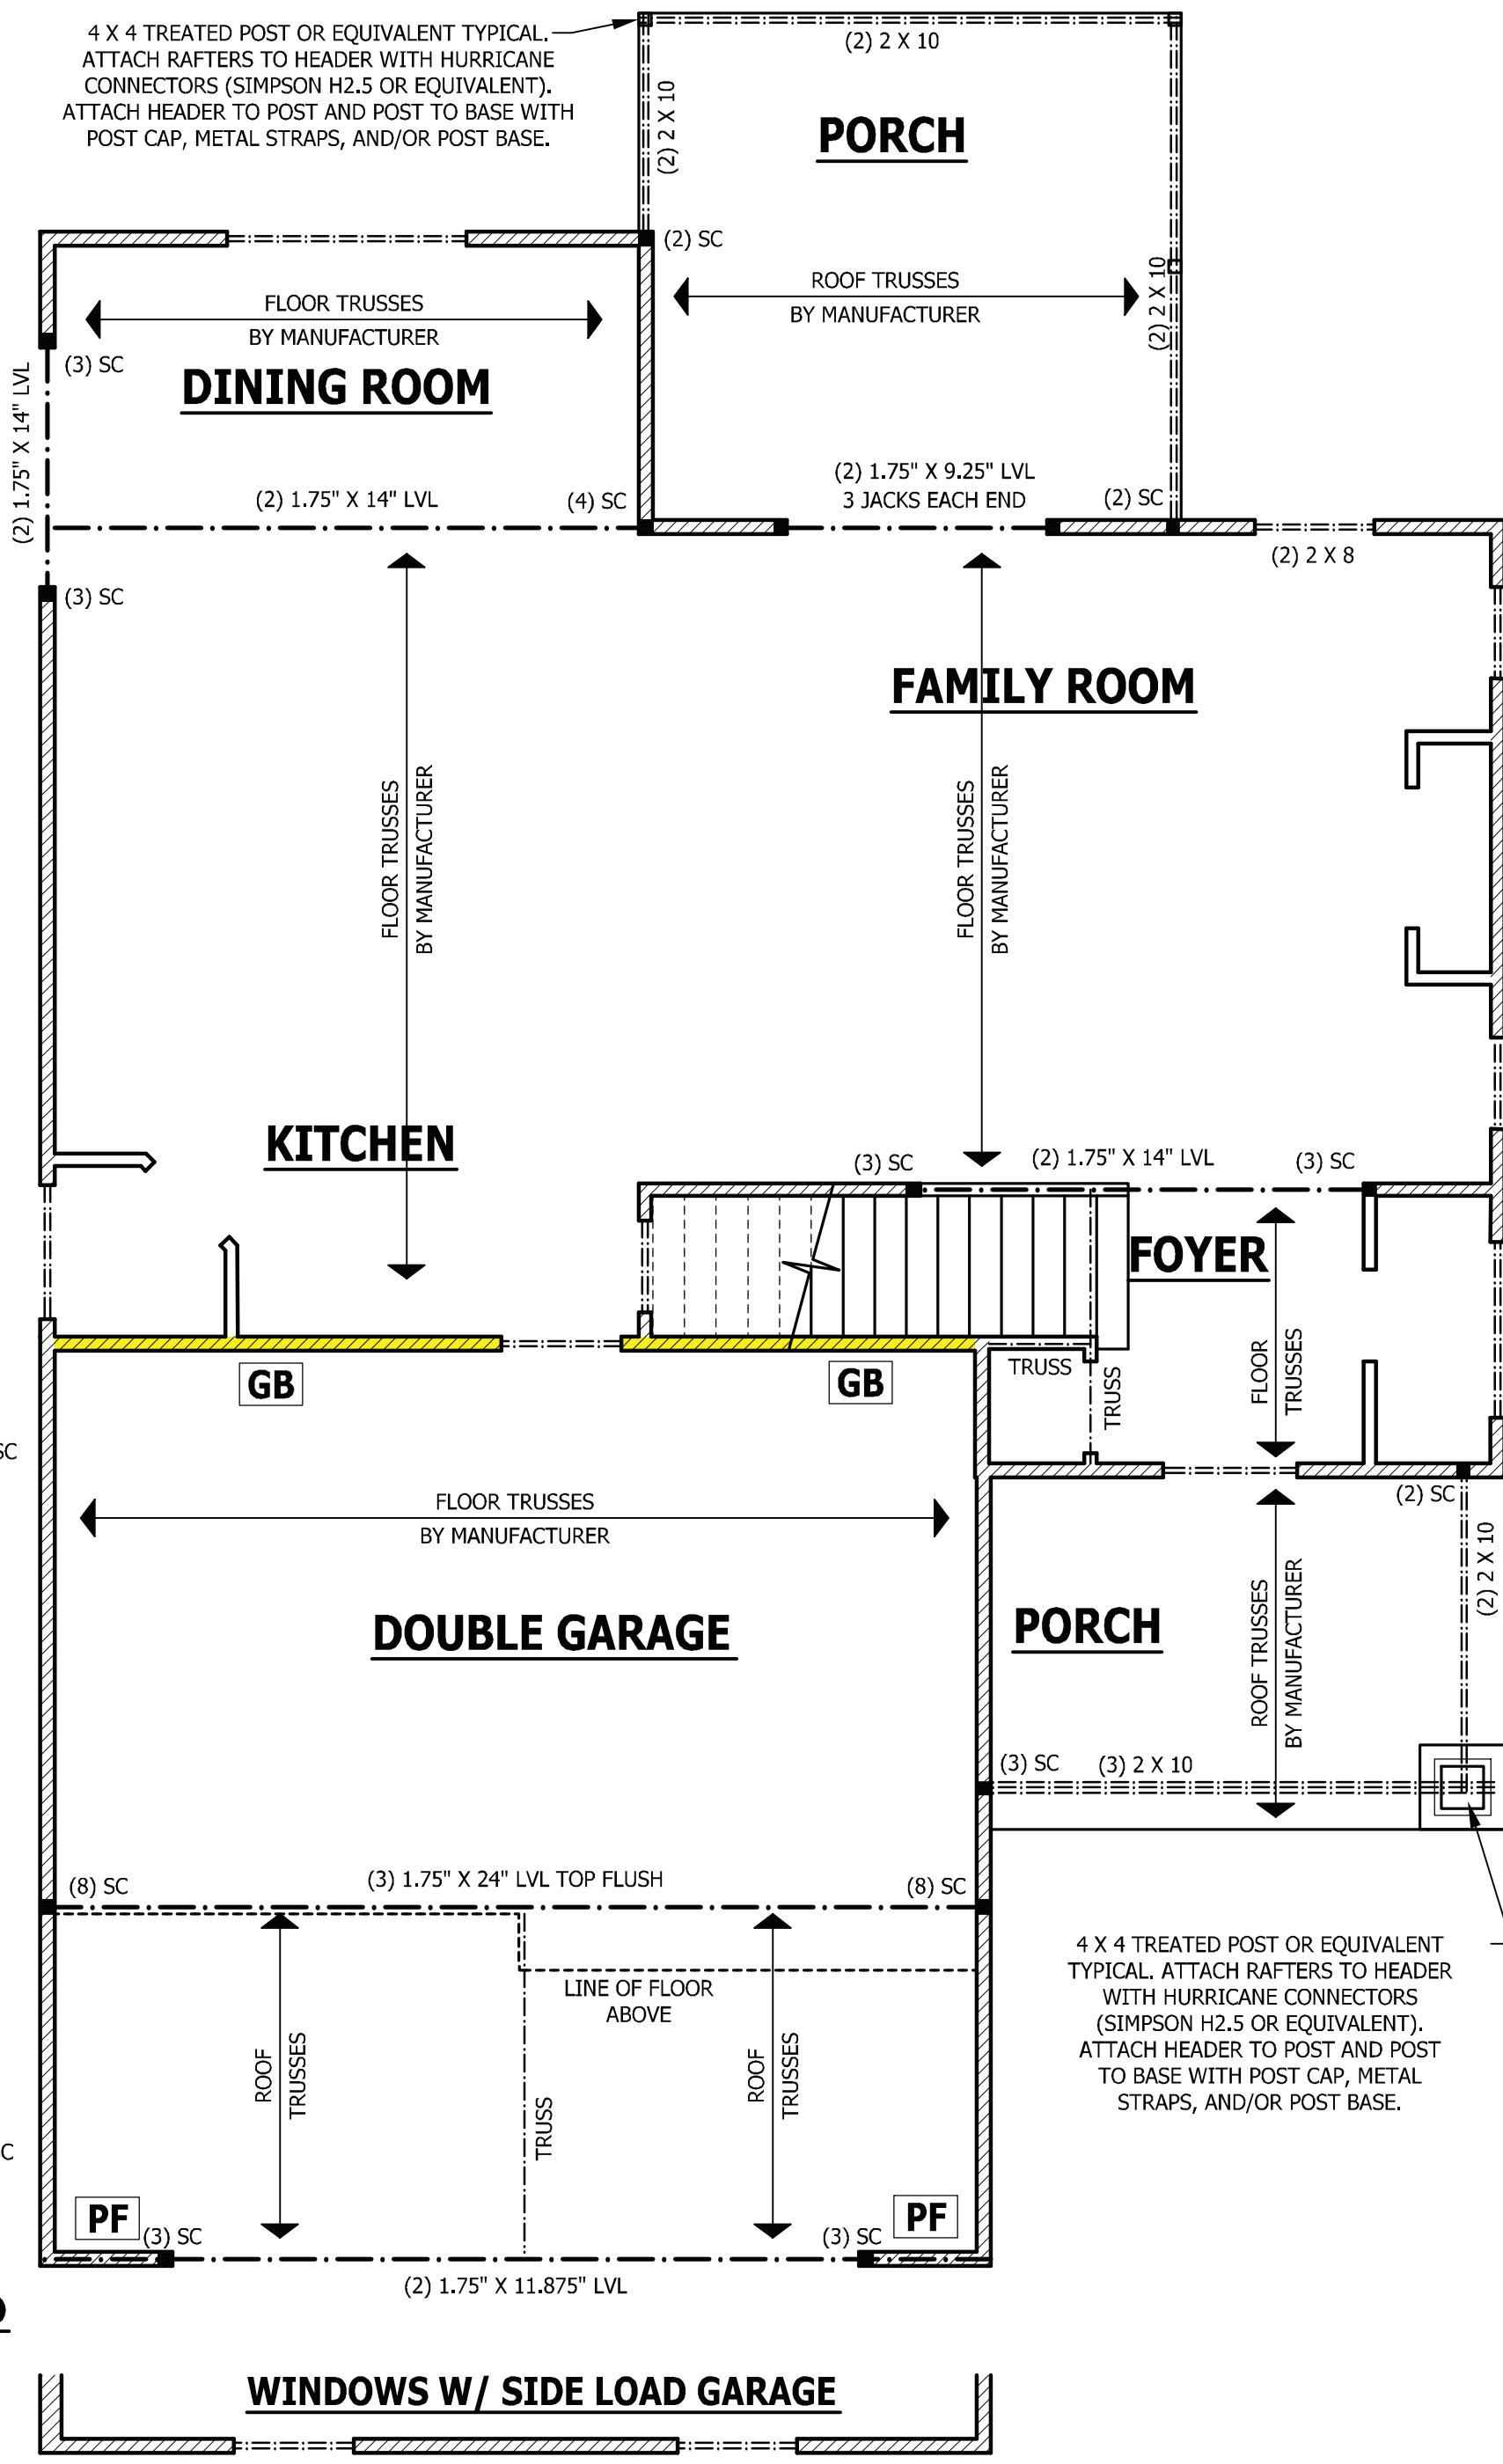 4 X 4 TREATED POST OR EQUIVALENT TYPICAL.
ATTACH RAFTERS TO HEADER WITH HURRICANE
CONNECTORS (SIMPSON H2.5 OR EQUIVALENT).
ATTACH HEADER TO POST AND POST TO BASE WITH
POST CAP, METAL STRAPS, AND/OR POST BASE.
(2) 2 X 10
(2) 2 X 10
PORCH
(2) SC
ROOF TRUSSES
BY MANUFACTURER
(2) 2 X 10
FLOOR TRUSSES
BY MANUFACTURER
(3) SC
DINING ROOM
(2) 1.75" X 14" LVL
(2) 1.75" X 14" LVL
(4) SC
(2) 1.75" X 9.25" LVL
3 JACKS EACH END
(2) SC
(2) 2 X 8
(3) SC
FAMILY ROOM
FLOOR TRUSSES
BY MANUFACTURER
FLOOR TRUSSES
BY MANUFACTURER
KITCHEN
(3) SC
(2) 1.75" X 14" LVL
(3) SC
FOYER
GB
GB
TRUSS
TRUSS
FLOOR
TRUSSES
SC
(2) SC
FLOOR TRUSSES
BY MANUFACTURER
(2) 2 X 10
DOUBLE GARAGE
PORCH
ROOF TRUSSES
BY MANUFACTURER
(3) SC
(3) 2 X 10
(8) SC
(3) 1.75" X 24" LVL TOP FLUSH
(8) SC
4 X 4 TREATED POST OR EQUIVALENT
TYPICAL. ATTACH RAFTERS TO HEADER
WITH HURRICANE CONNECTORS
(SIMPSON H2.5 OR EQUIVALENT).
ATTACH HEADER TO POST AND POST
TO BASE WITH POST CAP, METAL
STRAPS, AND/OR POST BASE.
LINE OF FLOOR
ABOVE
ROOF
TRUSSES
TRUSS
ROOF
TRUSSES
C
PF
(3) SC
(3) SC
PF
(2) 1.75" X 11.875" LVL
WINDOWS W/ SIDE LOAD GARAGE